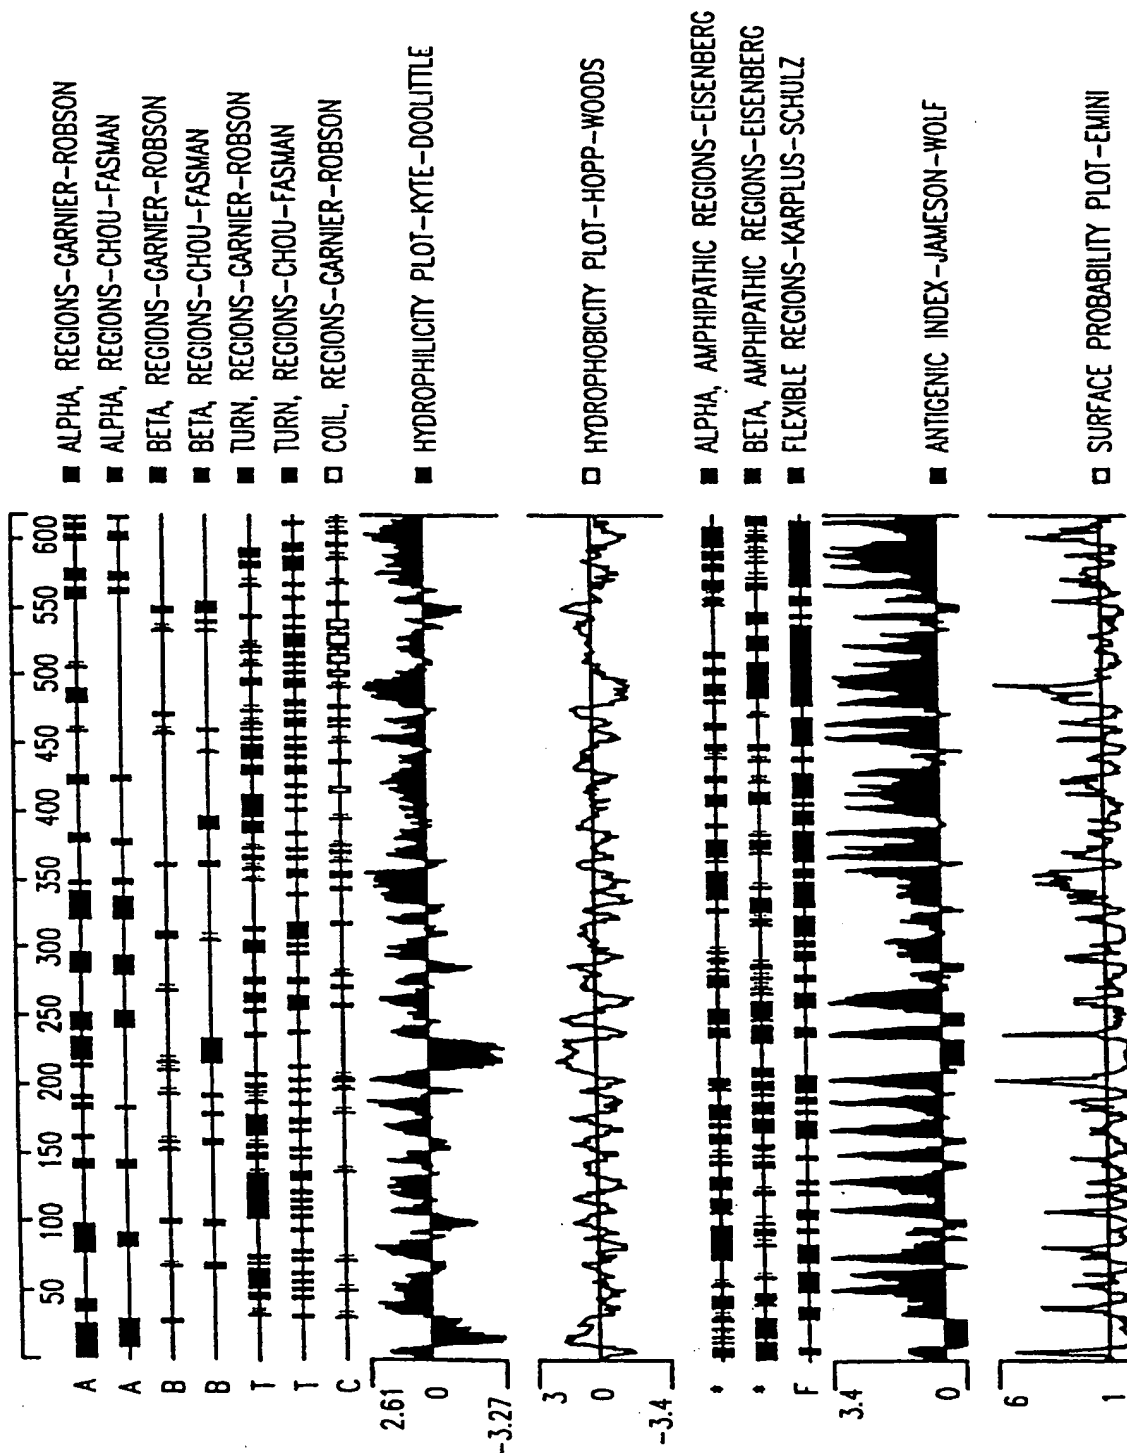 50 100 150 200 250 300 350 400 450 500 550 600
A ■ ALPHA, REGIONS-GARNIER-ROBSON
A ■ ALPHA, REGIONS-CHOU-FASMAN
B ■ BETA, REGIONS-GARNIER-ROBSON
B ■ BETA, REGIONS-CHOU-FASMAN
T ■ TURN, REGIONS-GARNIER-ROBSON
T ■ TURN, REGIONS-CHOU-FASMAN
C □ COIL, REGIONS-GARNIER-ROBSON
2.61
0 ■ HYDROPHILICITY PLOT-KYTE-DOOLITTLE
-3.27
3
0 □ HYDROPHOBICITY PLOT-HOPP-WOODS
-3.4
* ■ ALPHA, AMPHIPATHIC REGIONS-EISENBERG
* ■ BETA, AMPHIPATHIC REGIONS-EISENBERG
F ■ FLEXIBLE REGIONS-KARPLUS-SCHULZ
3.4
0 ■ ANTIGENIC INDEX-JAMESON-WOLF
6
1 □ SURFACE PROBABILITY PLOT-EMINI